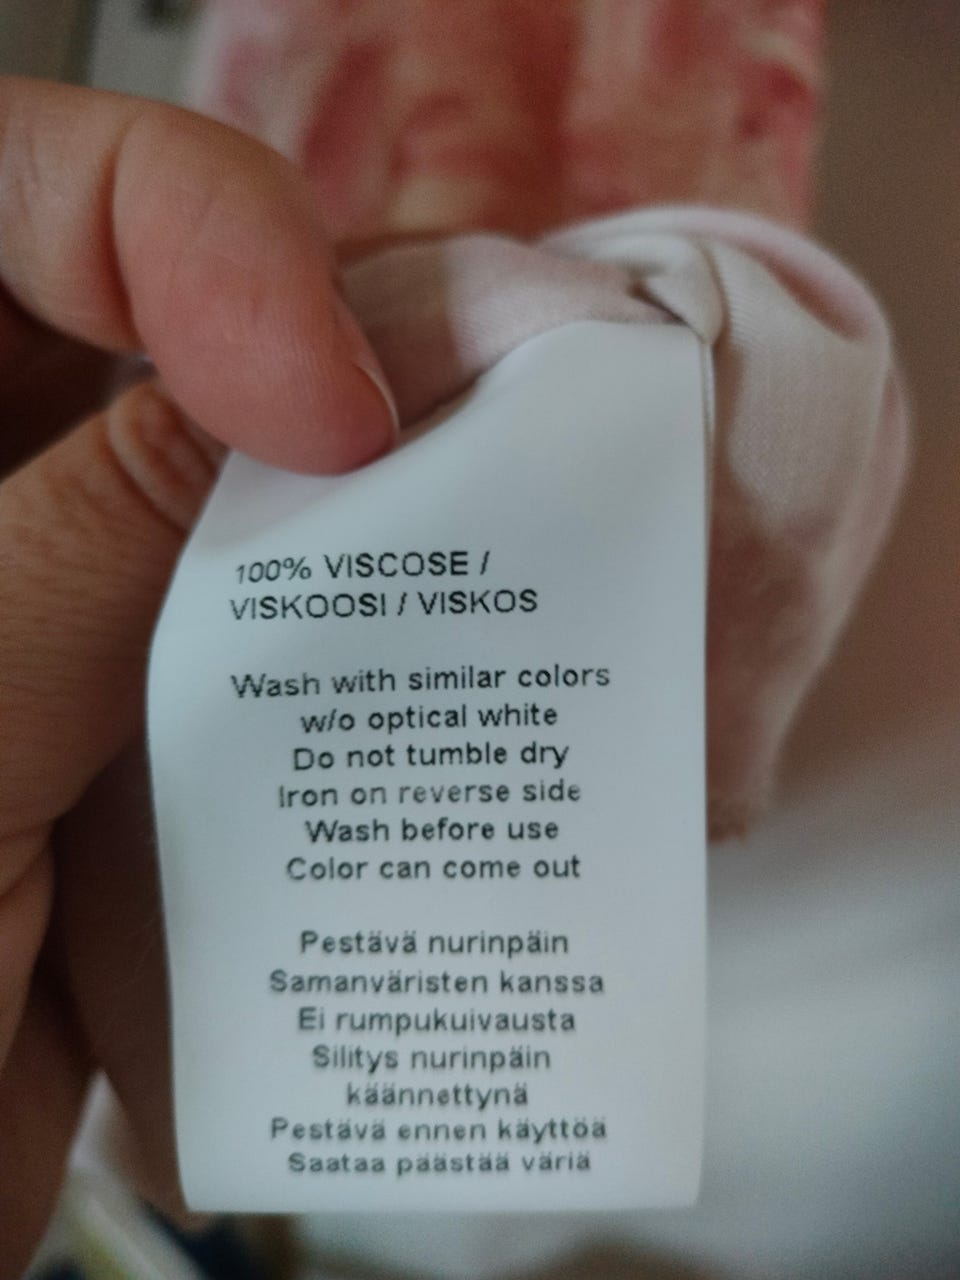 100% VISCOSE /
VISKOOSI / VISKOS
Wash with similar colors
w/o optical white
Do not tumble dry
Iron on reverse side
Wash before use
Color can come out
Pestävä nurinpäin
Samanväristen kanssa
Ei rumpukuivausta
Silitys nurinpäin
käännettynä
Pestävä ennen käyttöä
Saataa päästää väriä